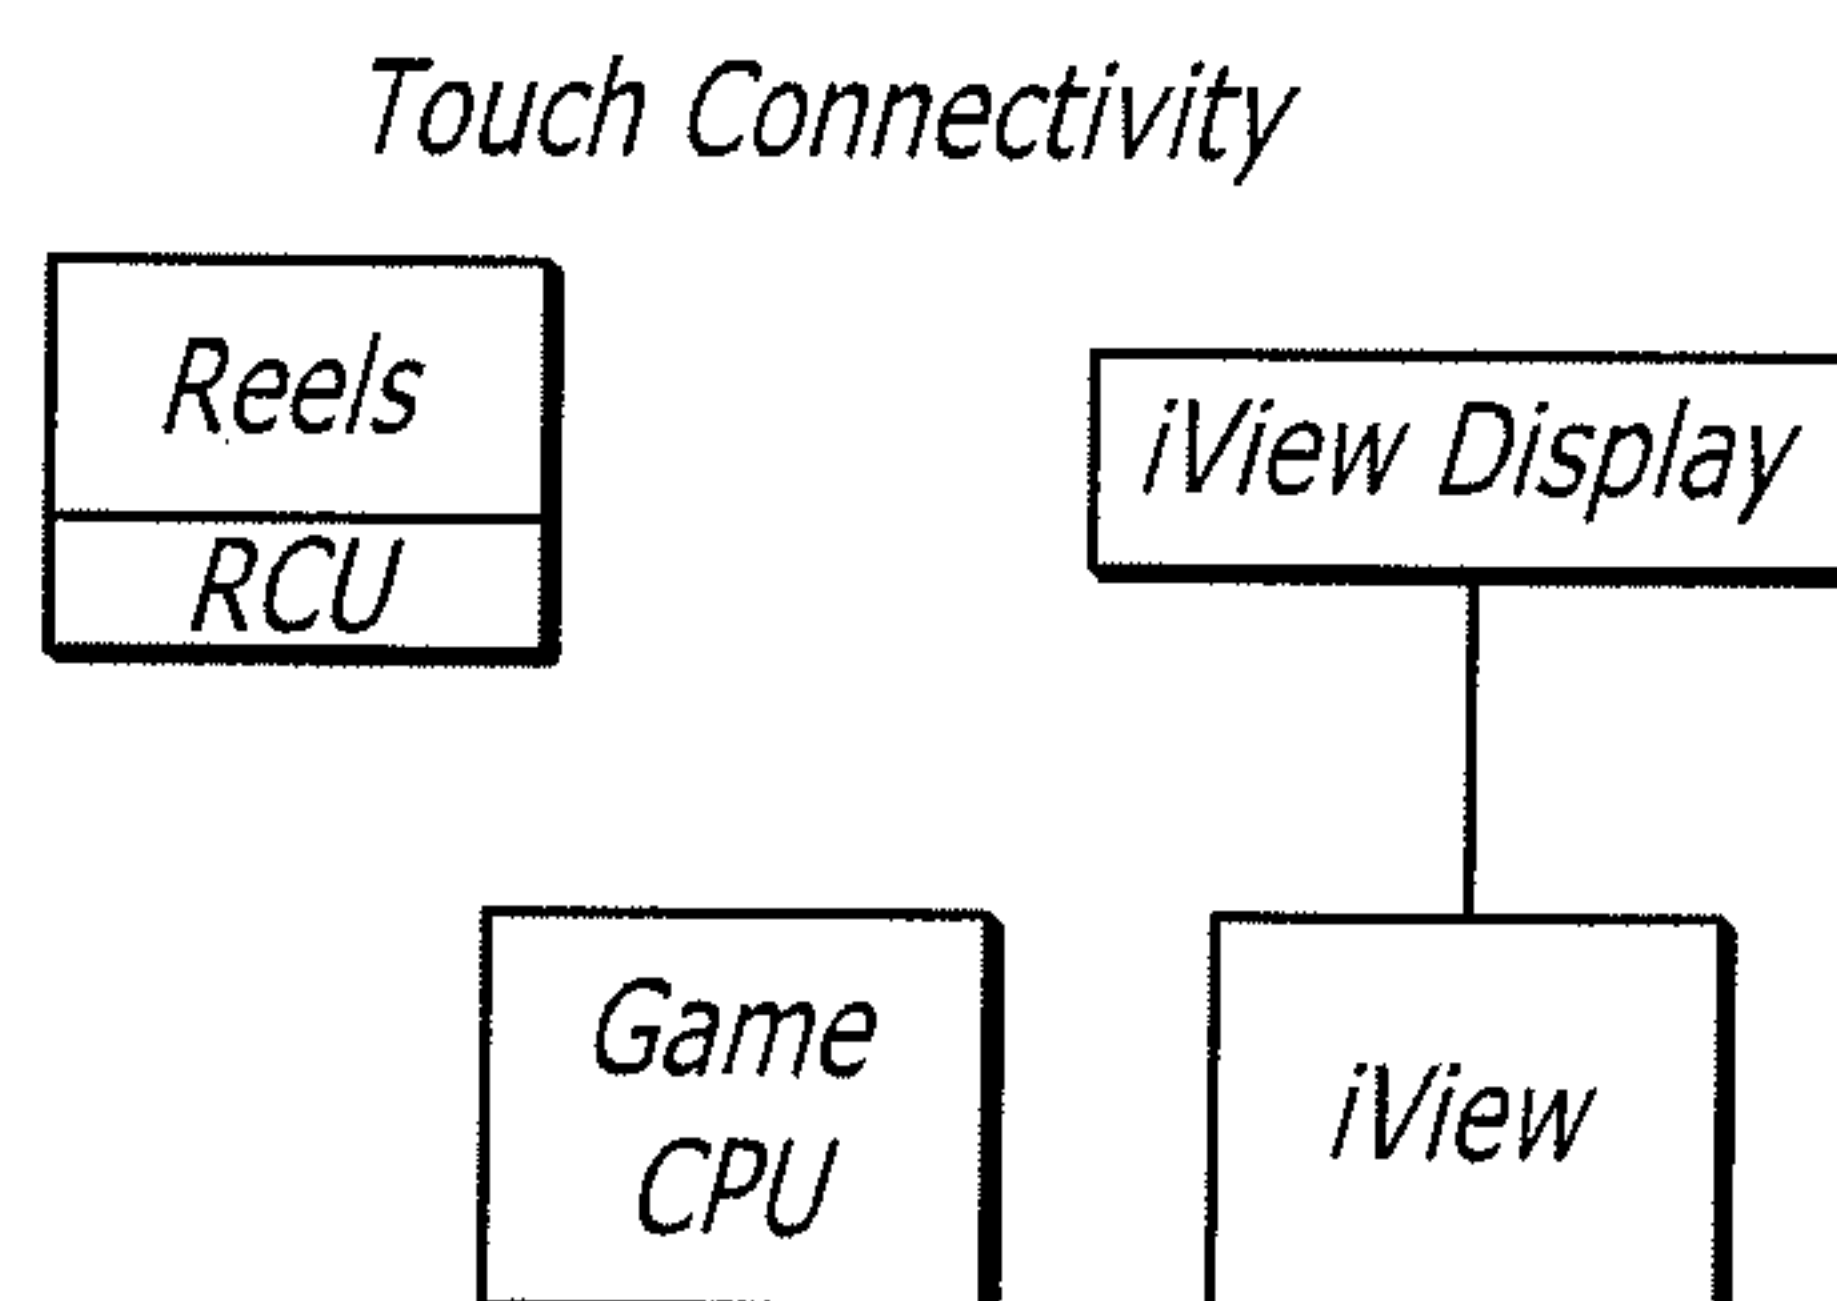 Touch Connectivity
Reels
RCU
iView Display
Game
CPU
iView